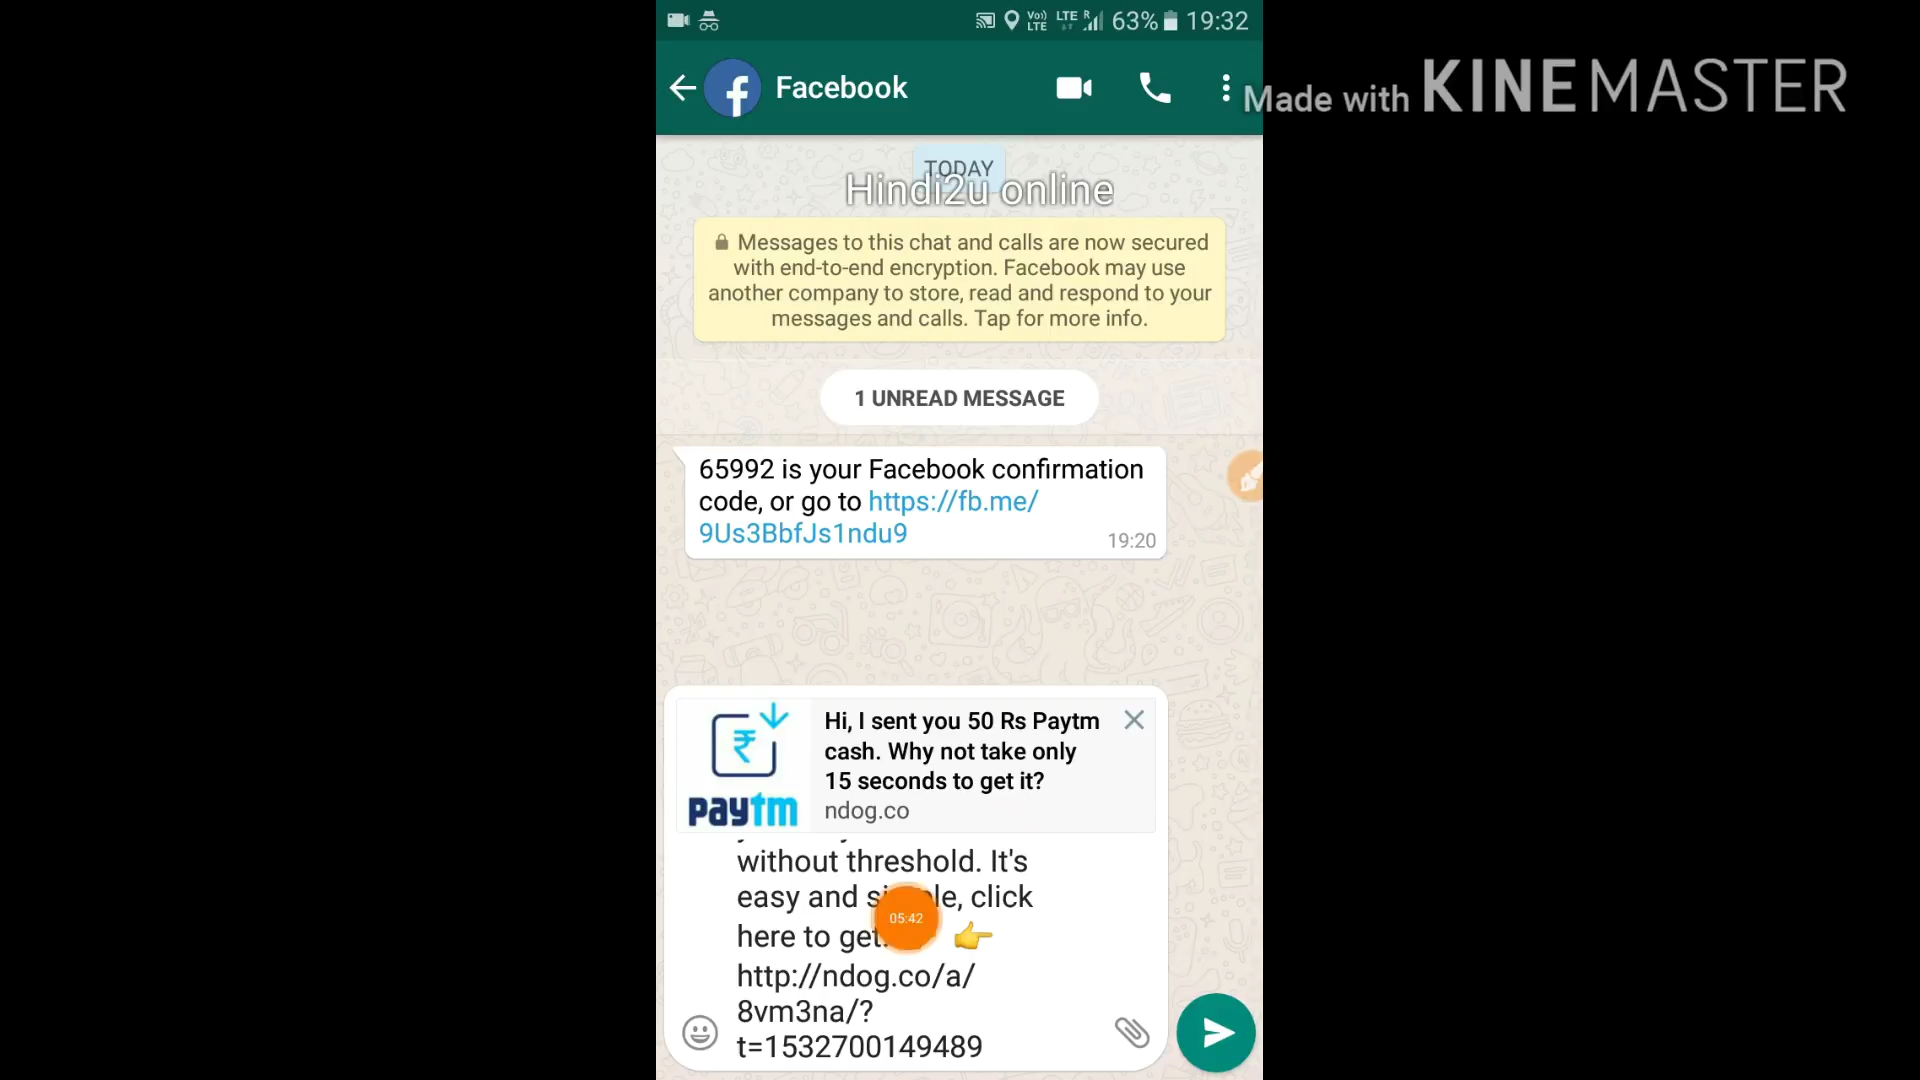 Vo)) LTE LTE R 63% 19:32
Facebook
Made with KINEMASTER
TODAY
Hindi2u online
Messages to this chat and calls are now secured
with end-to-end encryption. Facebook may use
another company to store, read and respond to your
messages and calls. Tap for more info.
1 UNREAD MESSAGE
65992 is your Facebook confirmation
code, or go to https://fb.me/
9Us3BbfJs1ndu9
19:20
Hi, I sent you 50 Rs Paytm
cash. Why not take only
15 seconds to get it?
ndog.co
paytm
without threshold. It's
easy and click
here to get.
05:42
http://ndog.co/a/
8vm3na/?
t=1532700149489